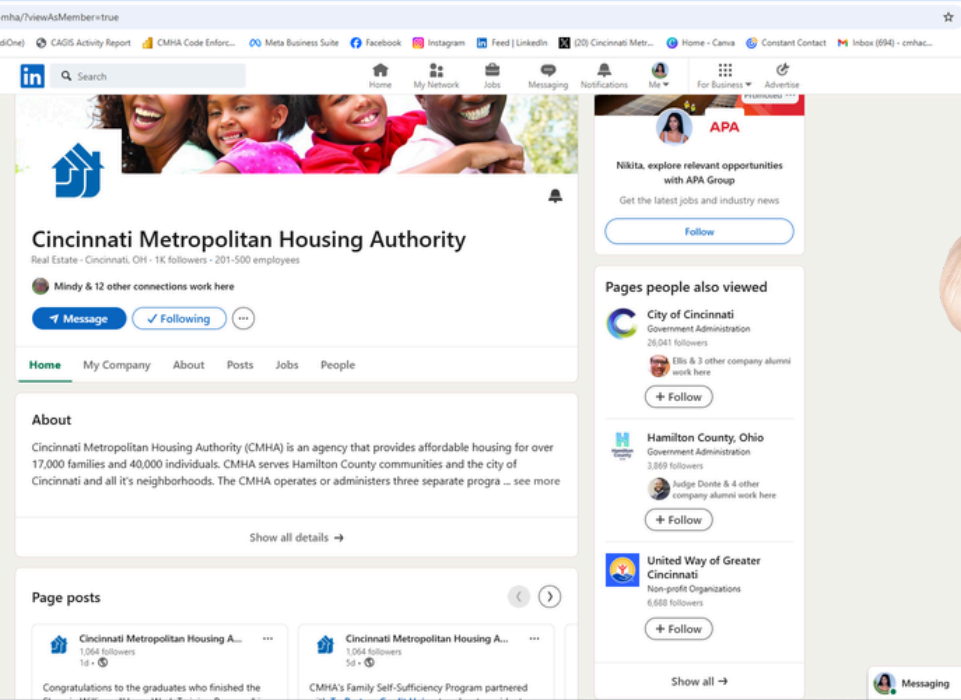 mha/?viewAsMember=true
diOne)
CAGIS Activity Report
CMHA Code Enforc...
Meta Business Suite
Facebook
Instagram
Feed | LinkedIn
(20) Cincinnati Metr...
Home - Canva
Constant Contact
Inbox (694) - cmhac...
in
Search
Home
My Network
Jobs
Messaging
Notifications
Me
For Business
Advertise
Promoted
APA
Nikita, explore relevant opportunities
with APA Group
Get the latest jobs and industry news
Follow
Cincinnati Metropolitan Housing Authority
Real Estate · Cincinnati, OH · 1K followers · 201-500 employees
Mindy & 12 other connections work here
Message
Following
Home
My Company
About
Posts
Jobs
People
About
Cincinnati Metropolitan Housing Authority (CMHA) is an agency that provides affordable housing for over
17,000 families and 40,000 individuals. CMHA serves Hamilton County communities and the city of
Cincinnati and all it's neighborhoods. The CMHA operates or administers three separate progra ... see more
Show all details →
Page posts
Cincinnati Metropolitan Housing A...
1,064 followers
1d •
Congratulations to the graduates who finished the
Cincinnati Metropolitan Housing A...
1,064 followers
5d •
CMHA's Family Self-Sufficiency Program partnered
Pages people also viewed
City of Cincinnati
Government Administration
26,041 followers
Ellis & 3 other company alumni
work here
+ Follow
Hamilton County, Ohio
Government Administration
3,869 followers
Judge Donte & 4 other
company alumni work here
+ Follow
United Way of Greater
Cincinnati
Non-profit Organizations
6,688 followers
+ Follow
Show all →
Messaging